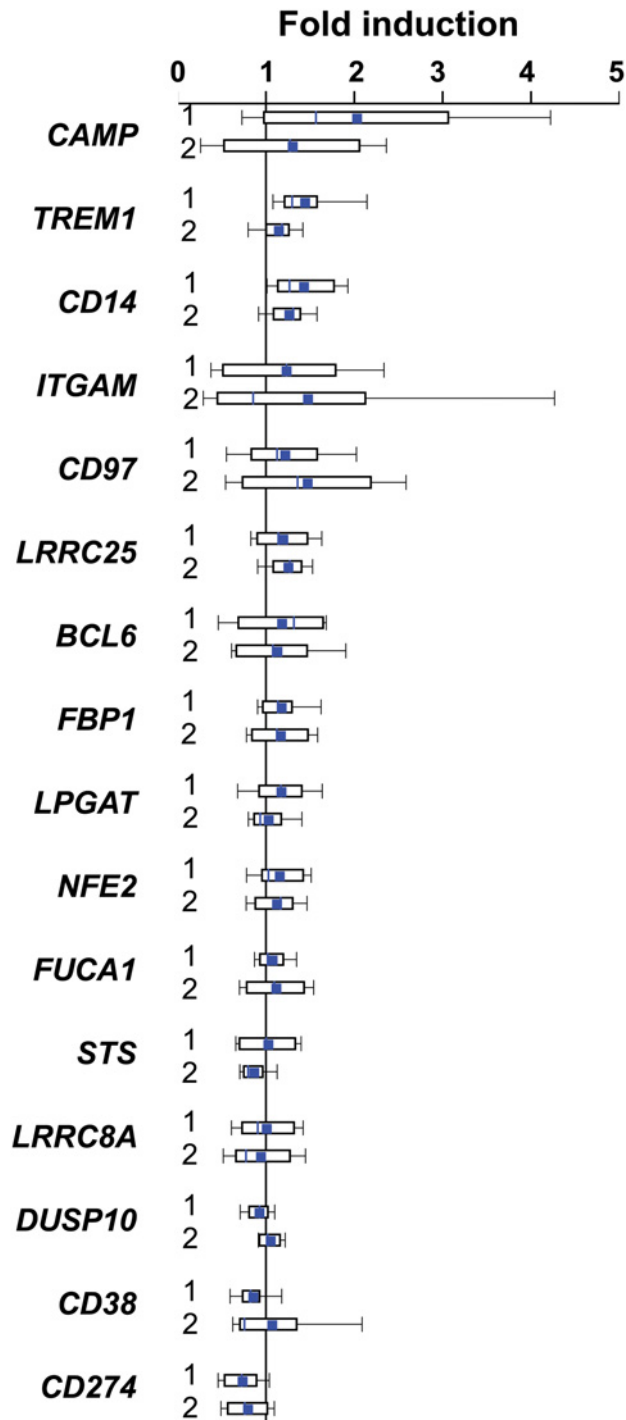 Fold induction
0 1 2 3 4 5
CAMP 1
2
TREM1 1
2
CD14 1
2
ITGAM 1
2
CD97 1
2
LRRC25 1
2
BCL6 1
2
FBP1 1
2
LPGAT 1
2
NFE2 1
2
FUCA1 1
2
STS 1
2
LRRC8A 1
2
DUSP10 1
2
CD38 1
2
CD274 1
2